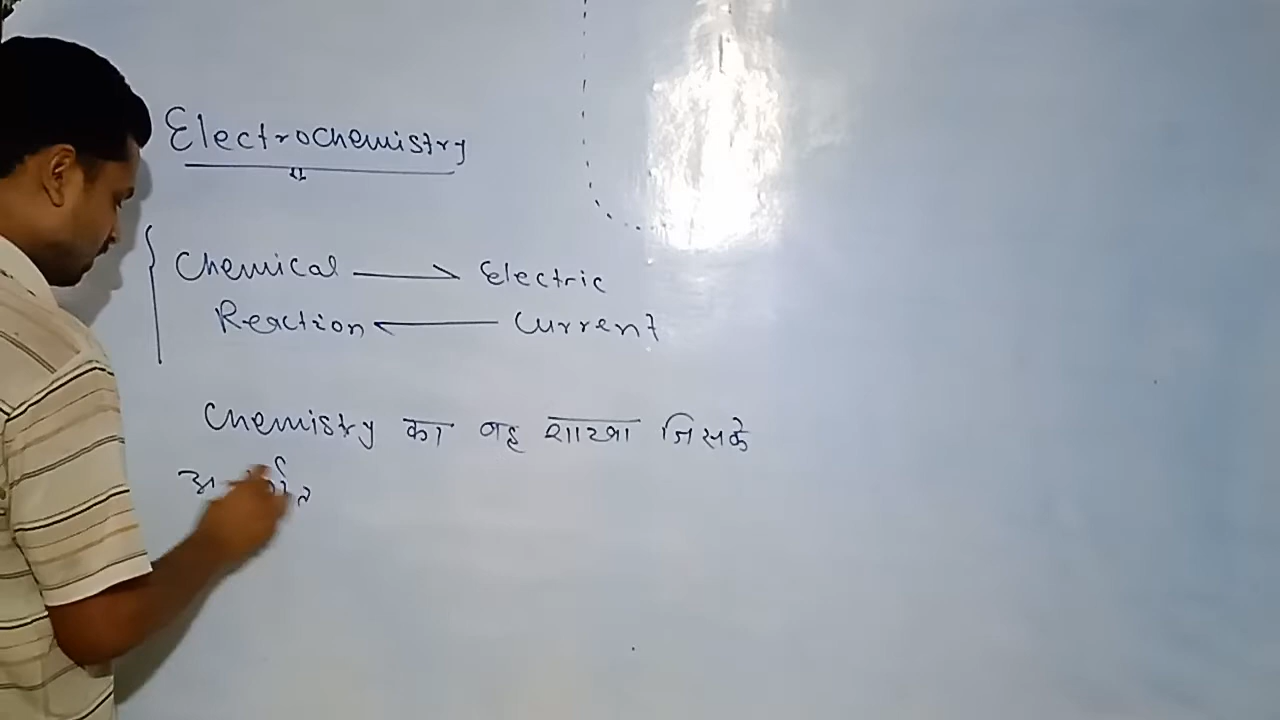 Electrochemistry
Chemical → Electric
Reaction ← Current
Chemistry का वह शाखा जिसके